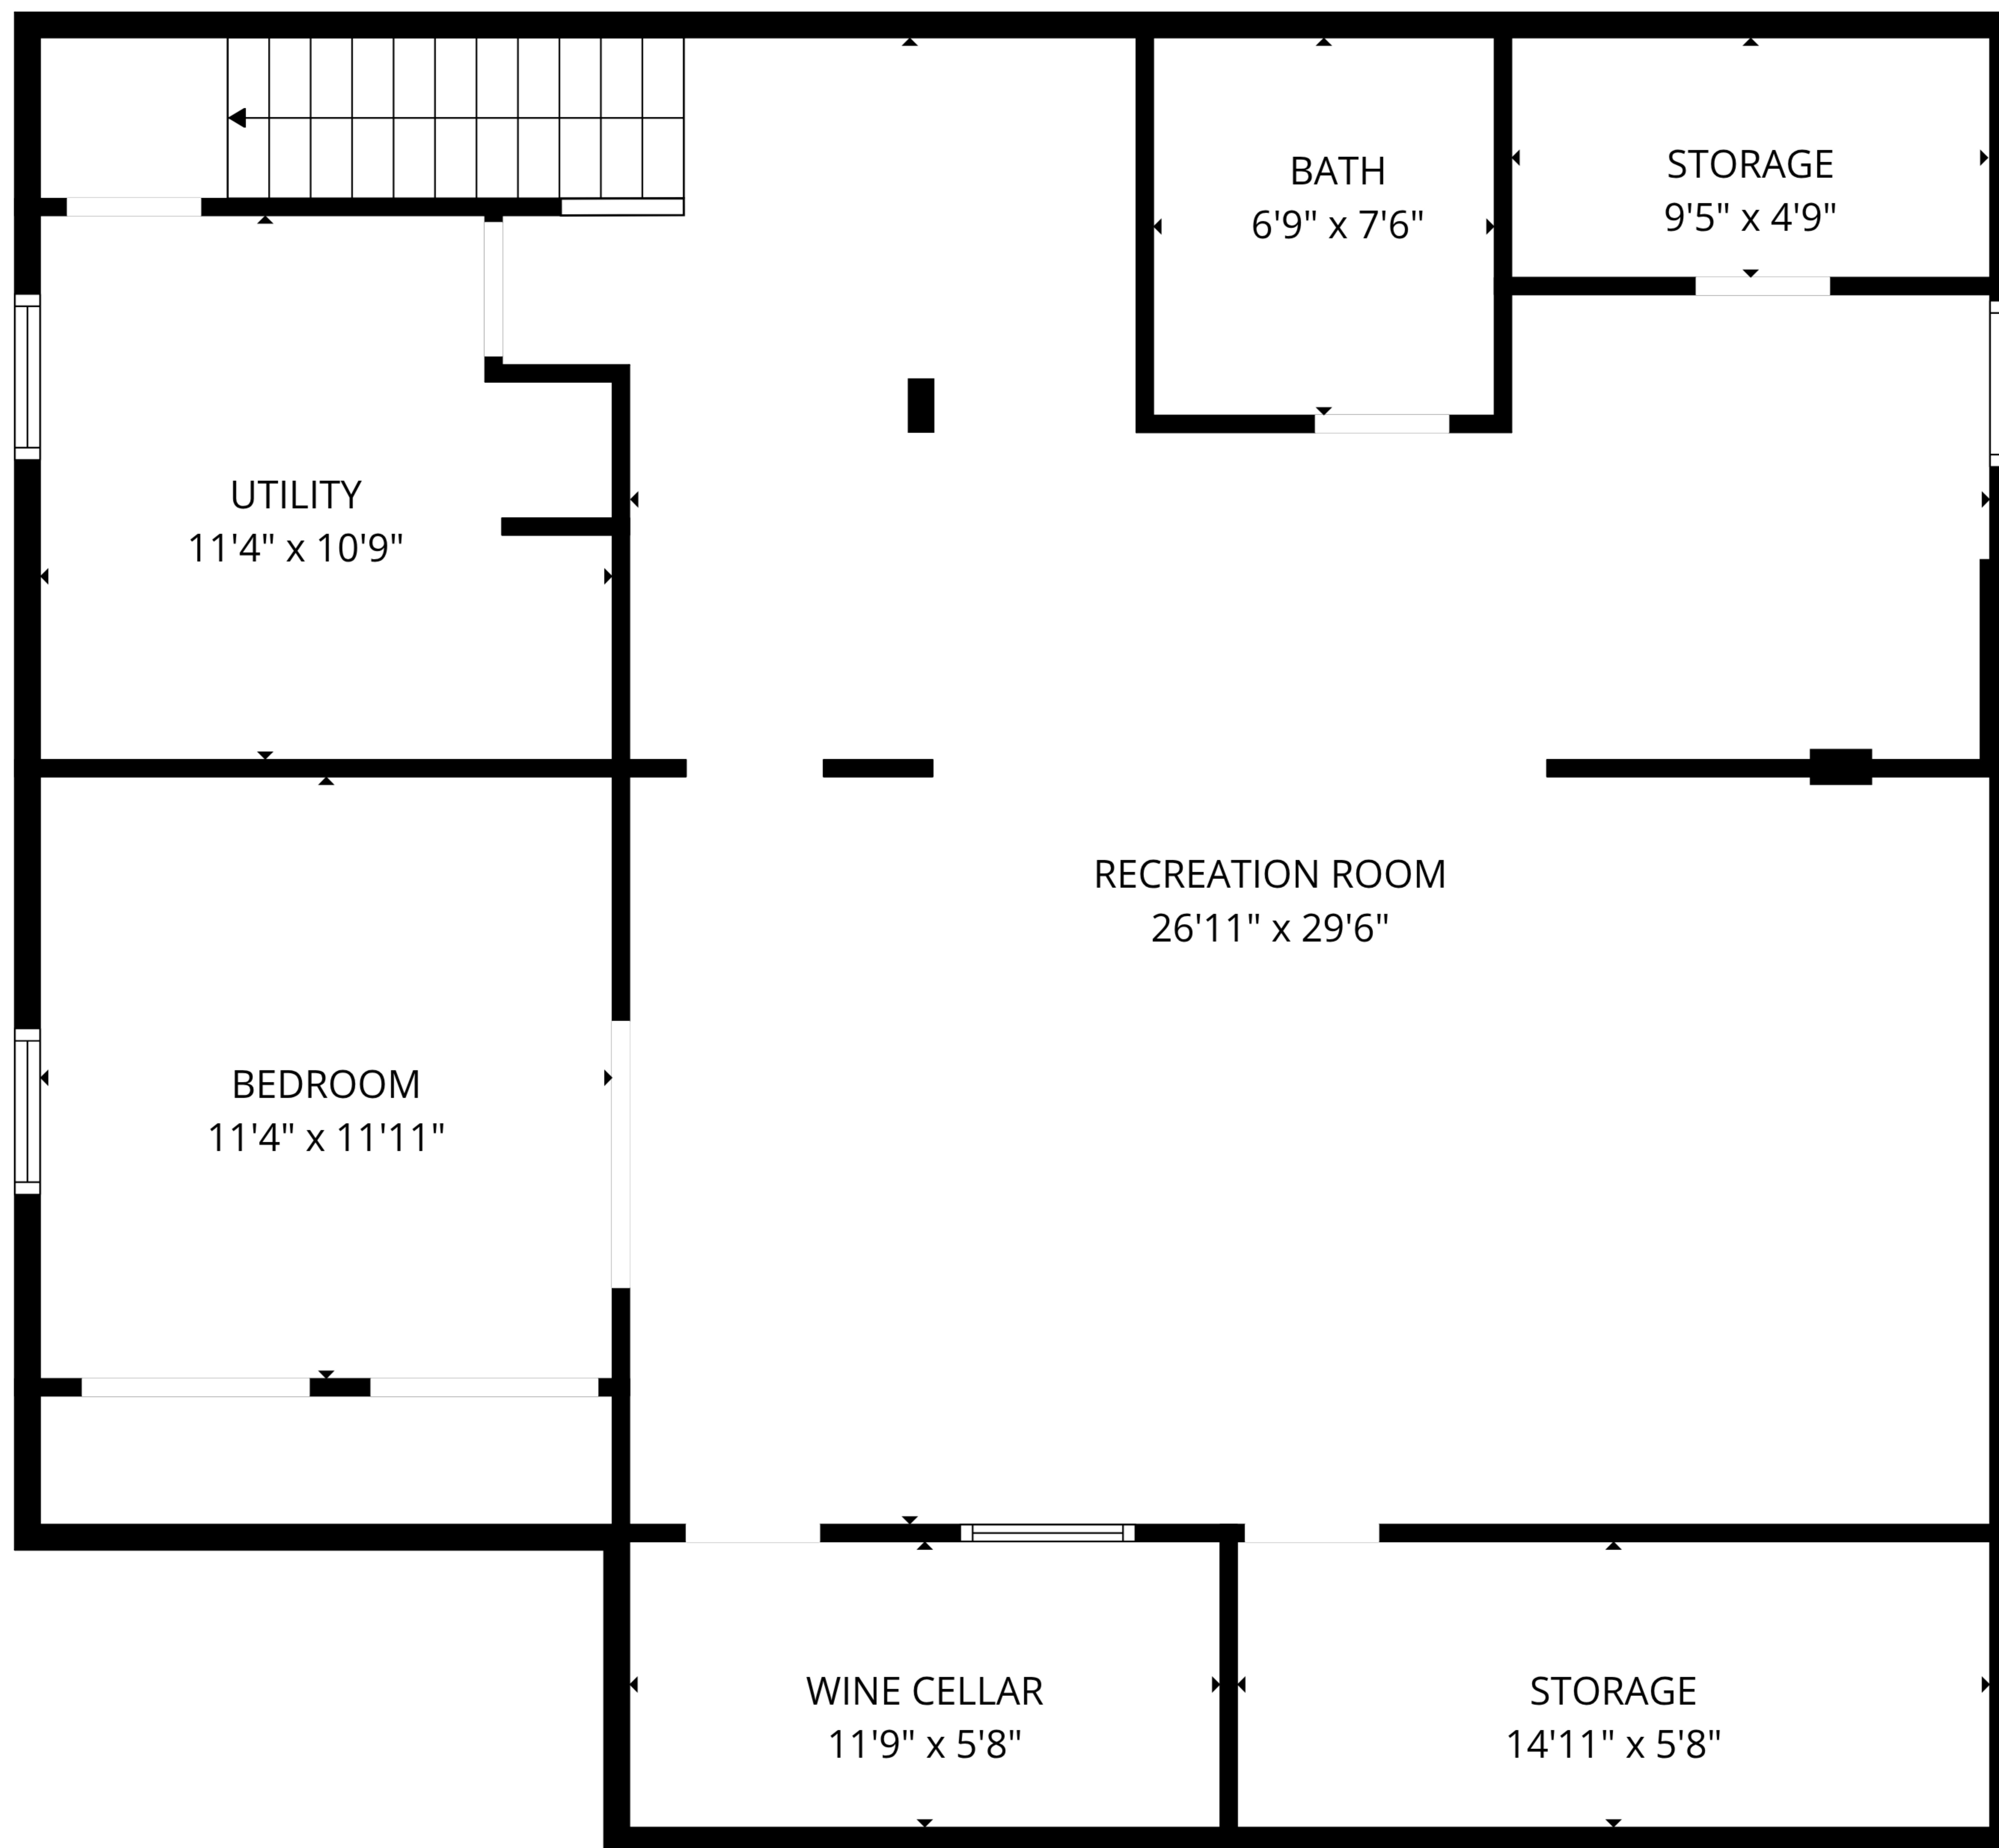 BATH
6'9" x 7'6"
STORAGE
9'5" x 4'9"
UTILITY
11'4" x 10'9"
RECREATION ROOM
26'11" x 29'6"
BEDROOM
11'4" x 11'11"
WINE CELLAR
11'9" x 5'8"
STORAGE
14'11" x 5'8"